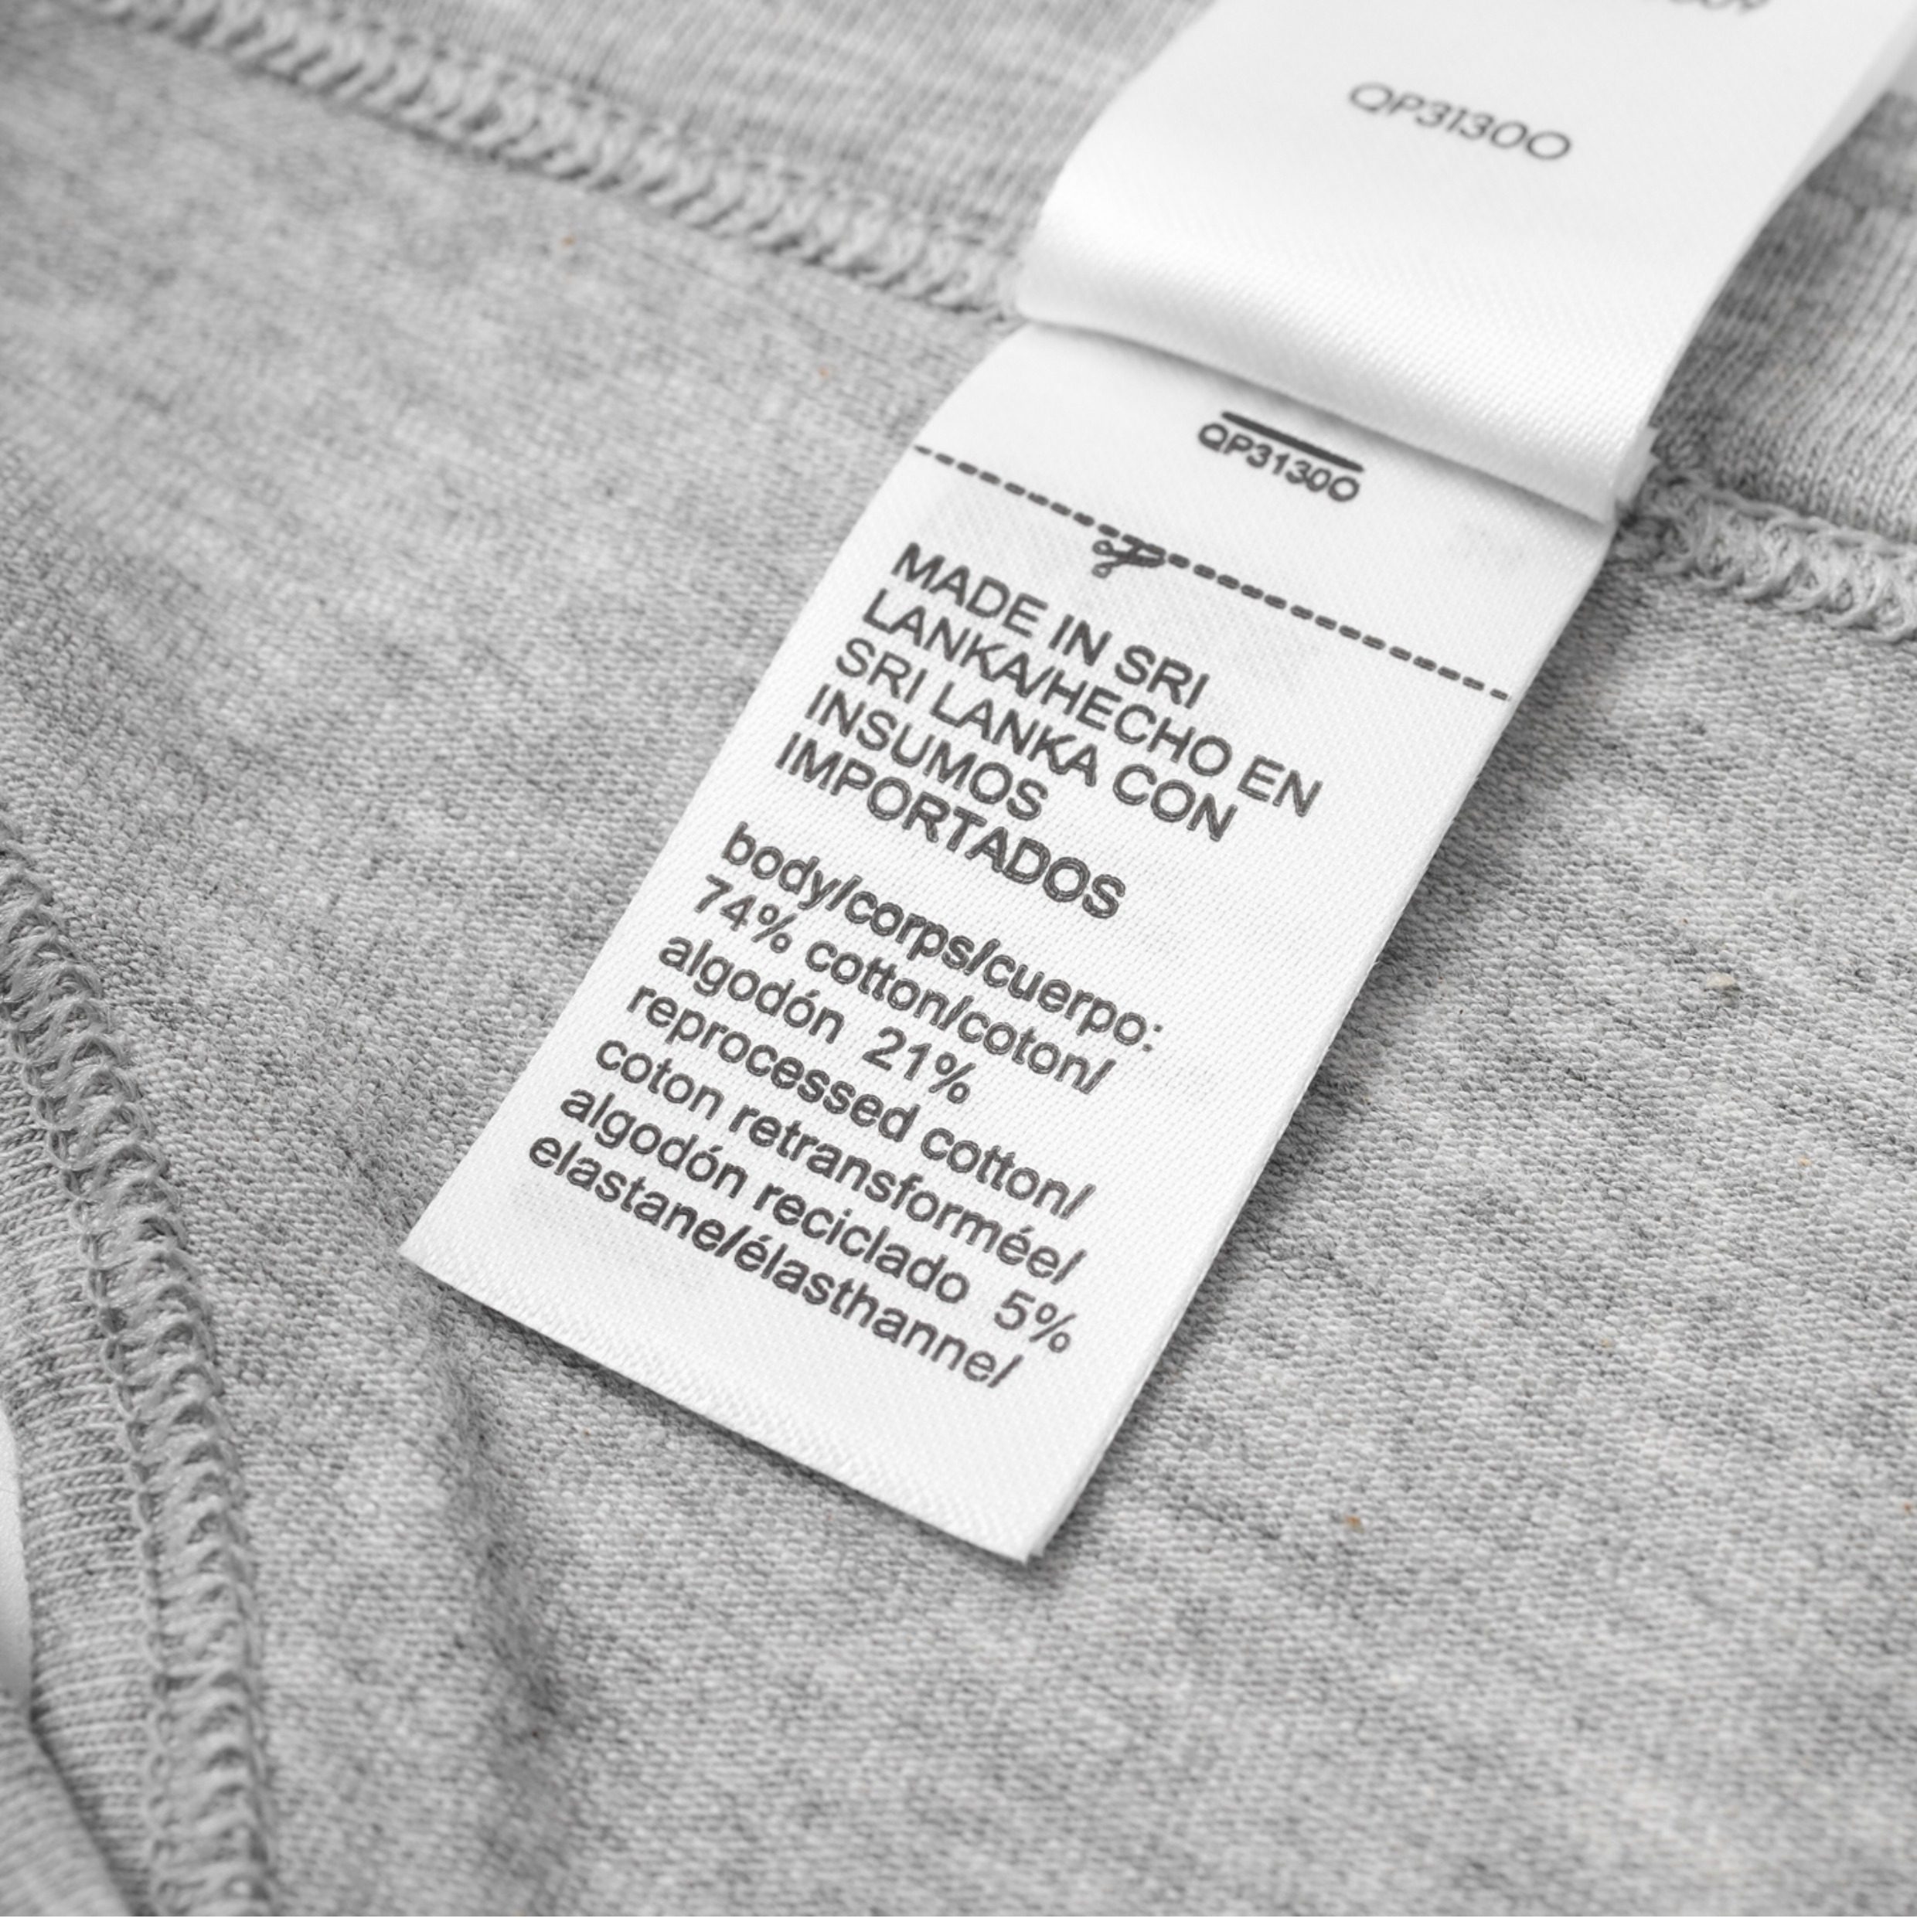 QP3130O
QP3130O
MADE IN SRI
LANKA/HECHO EN
SRI LANKA CON
INSUMOS
IMPORTADOS
body/corps/cuerpo:
74% cotton/coton/
algodón 21%
reprocessed cotton/
coton retransformée/
algodón reciclado 5%
elastane/élasthanne/